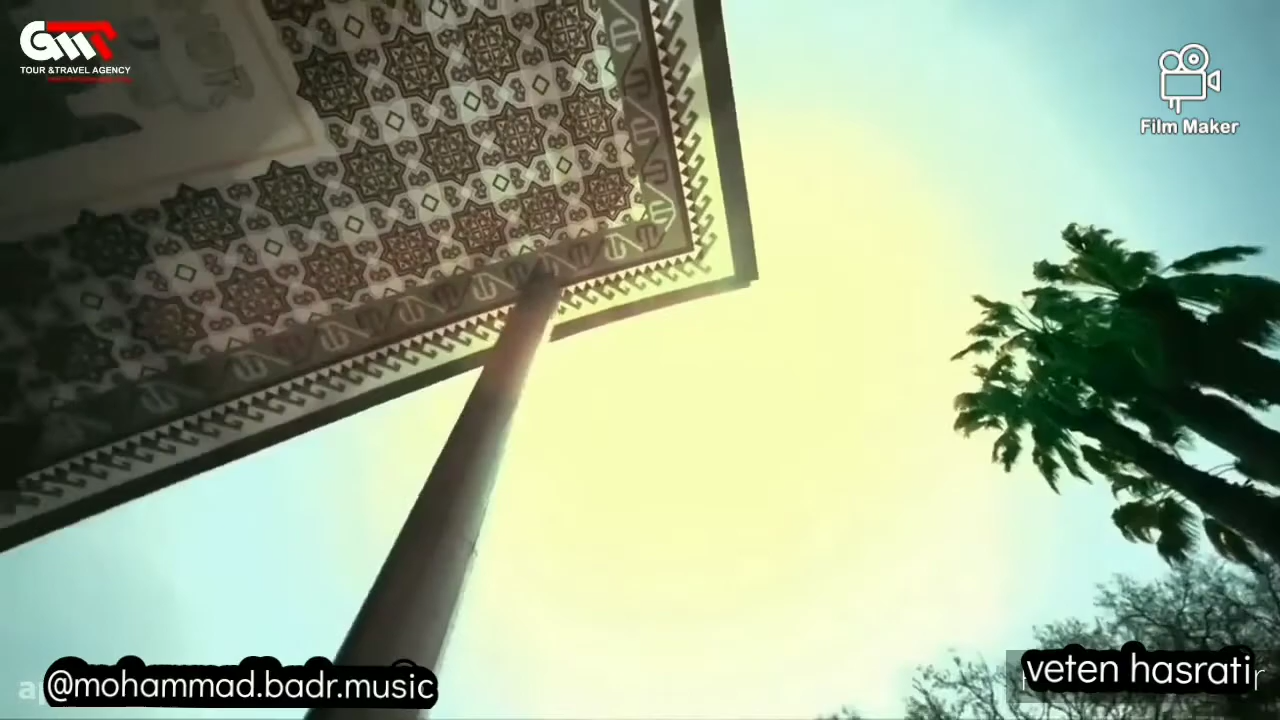 GMT
TOUR &TRAVEL AGENCY
Film Maker
@mohammad.badr.music
veten hasrati